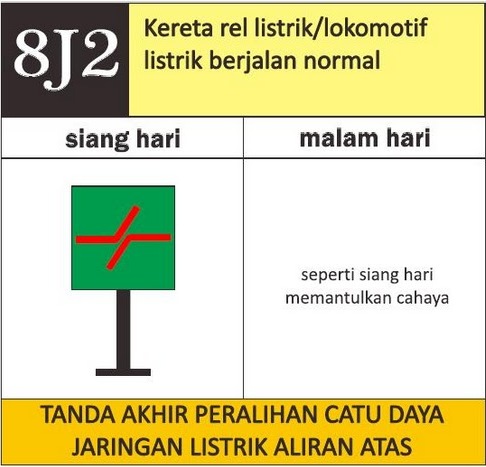 8J2
Kereta rel listrik/lokomotif
listrik berjalan normal
siang hari
malam hari
seperti siang hari
memantulkan cahaya
TANDA AKHIR PERALIHAN CATU DAYA
JARINGAN LISTRIK ALIRAN ATAS